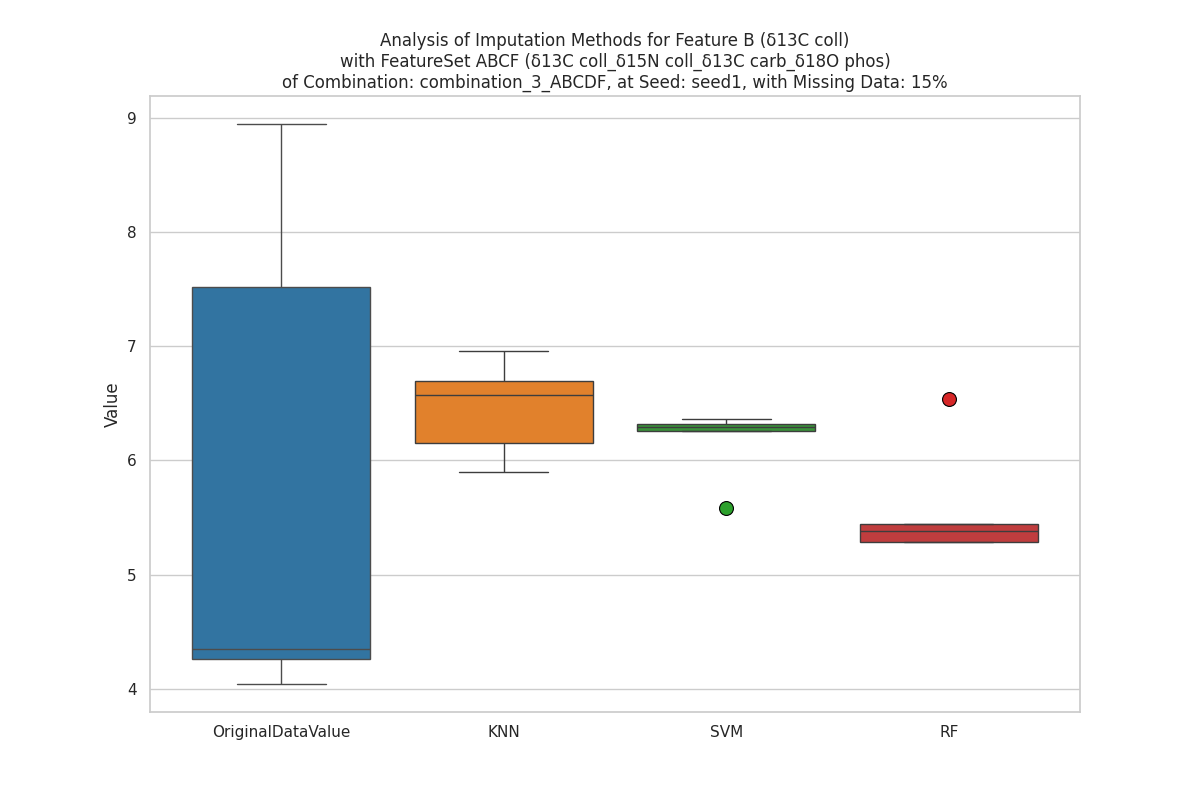 Analysis of Imputation Methods for Feature B (δ13C coll)
with FeatureSet ABCF (δ13C coll_δ15N coll_δ13C carb_δ18O phos)
of Combination: combination_3_ABCDF, at Seed: seed1, with Missing Data: 15%
9
8
7
6
5
4
Value
OriginalDataValue KNN SVM RF